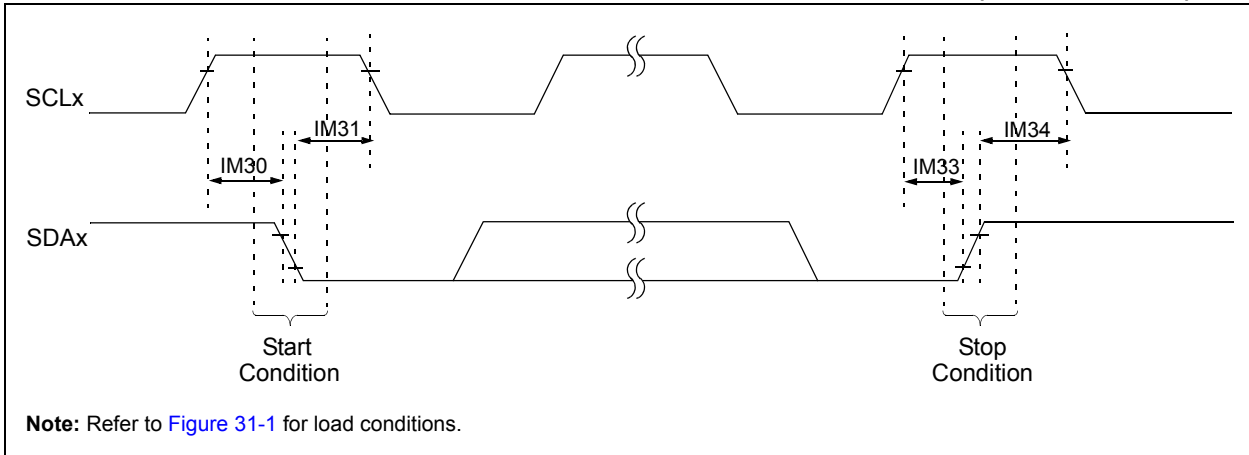 SCLx
IM31
IM34
IM30
IM33
SDAx
Start
Condition
Stop
Condition
Note: Refer to Figure 31-1 for load conditions.